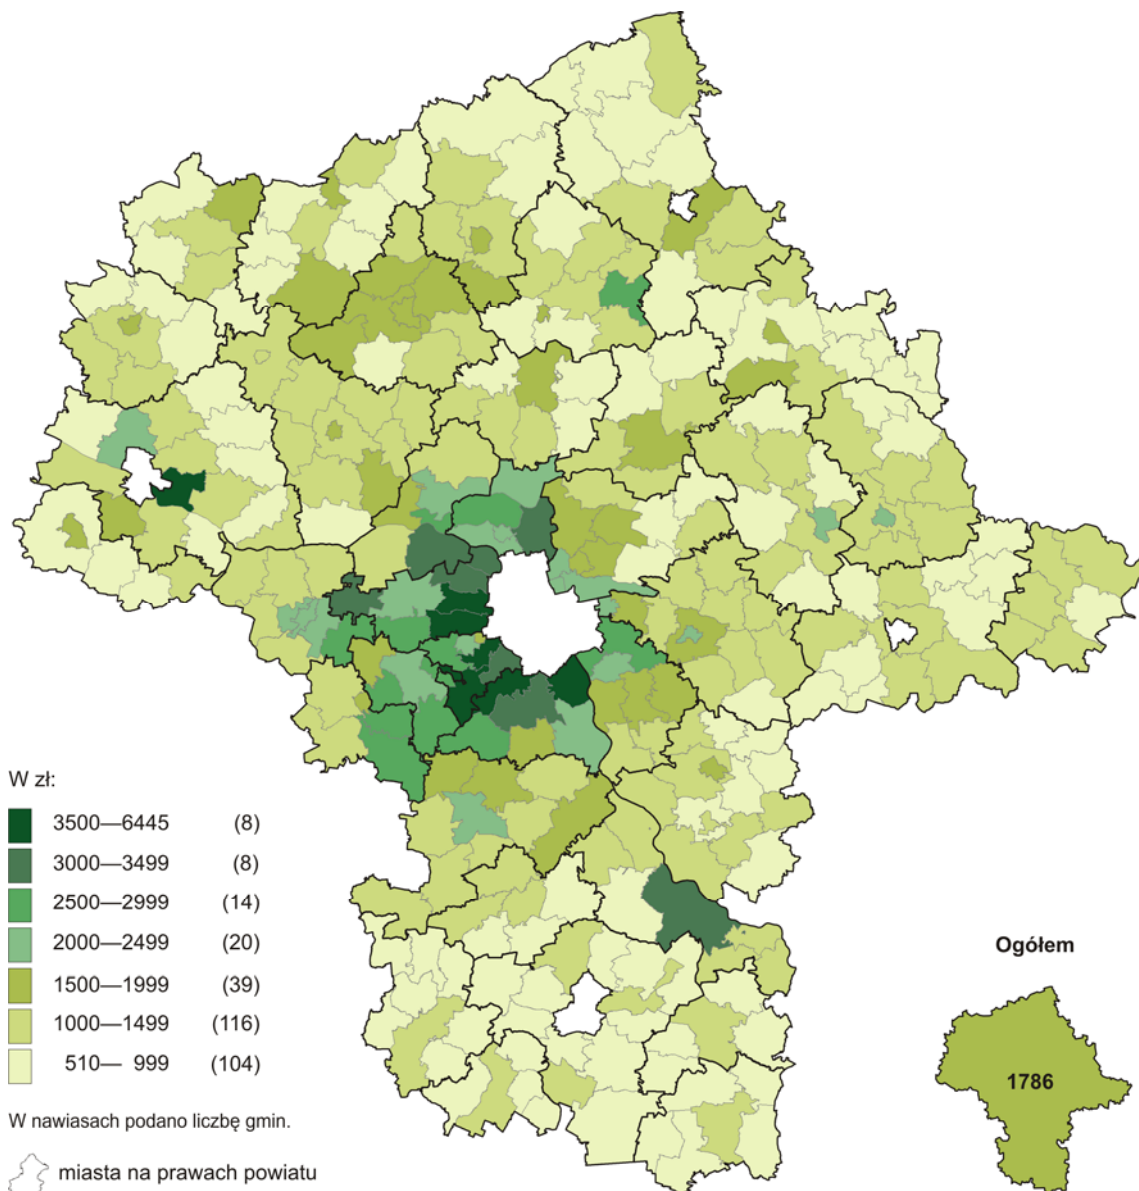 W zł:
3500—6445 (8)
3000—3499 (8)
2500—2999 (14)
2000—2499 (20)
1500—1999 (39)
1000—1499 (116)
510— 999 (104)
W nawiasach podano liczbę gmin.
miasta na prawach powiatu
Ogółem
1786